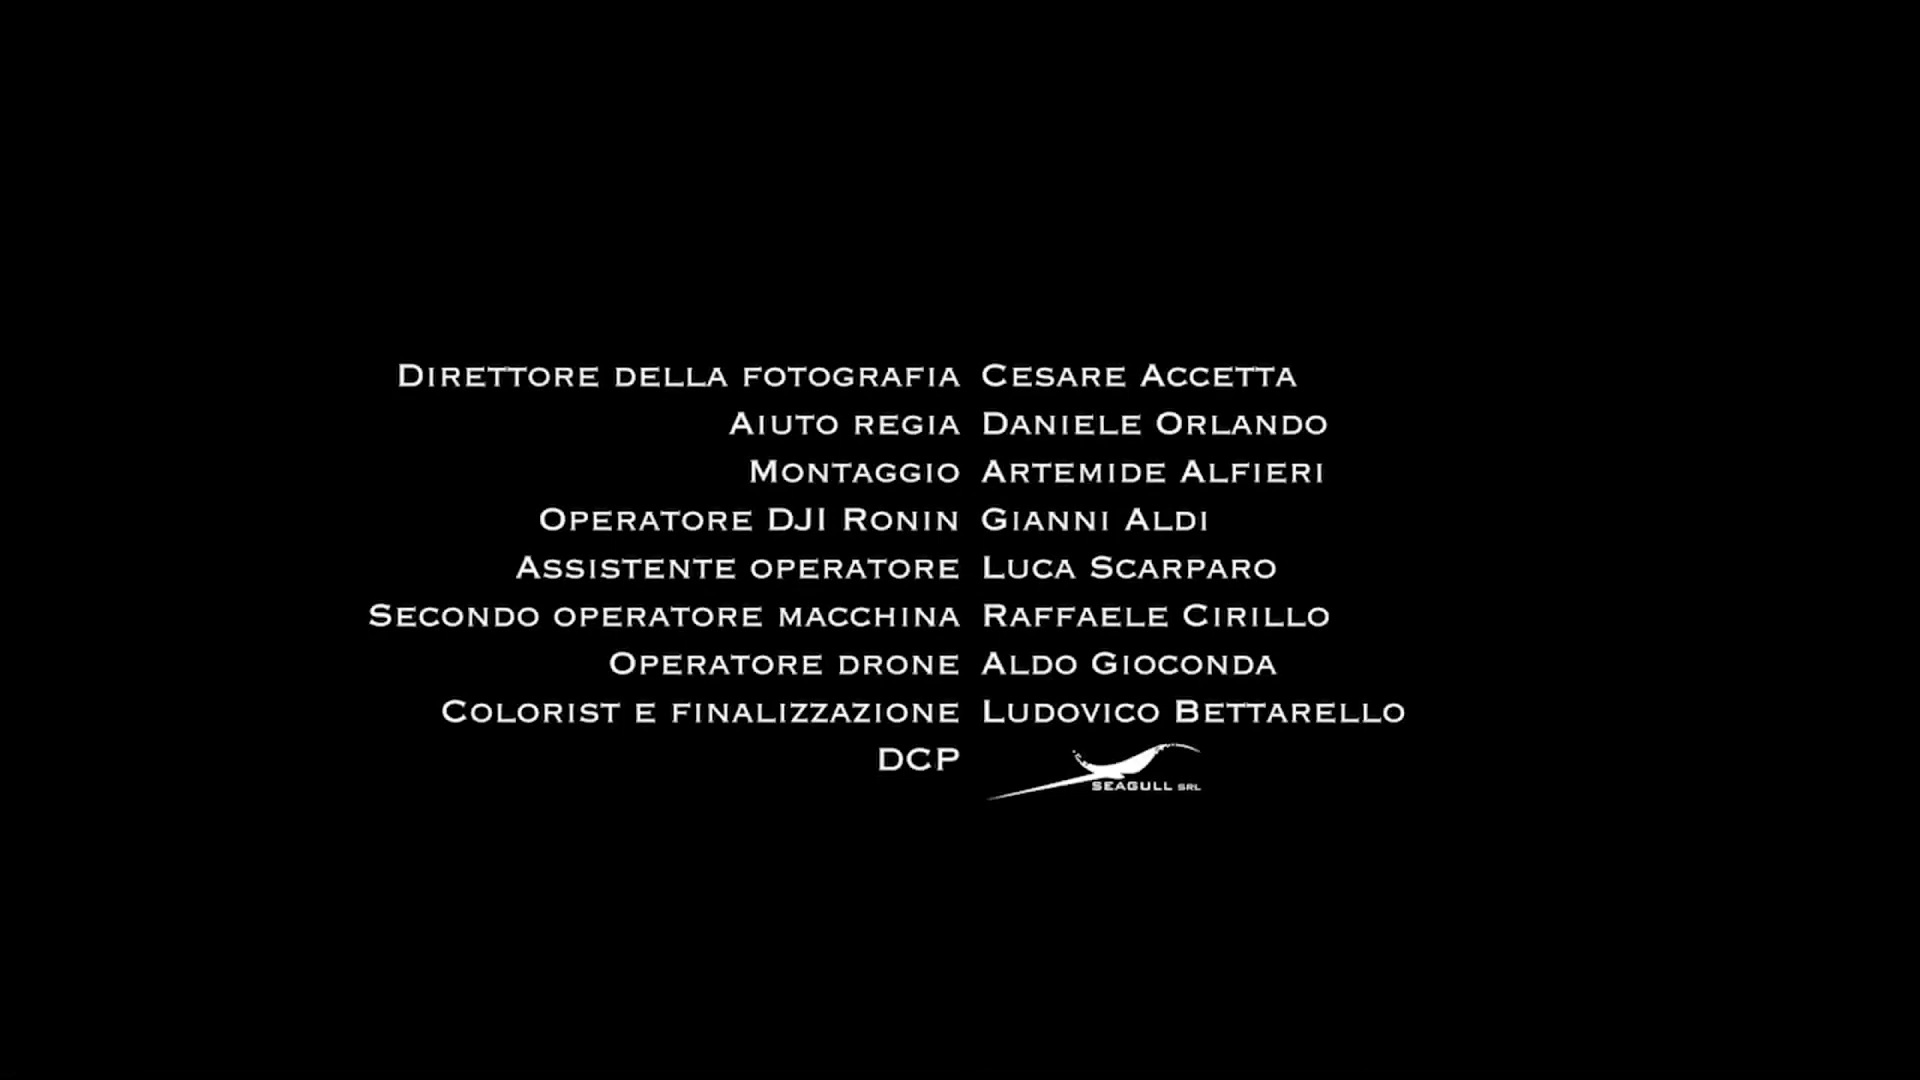 Direttore della fotografia Cesare Accetta
Aiuto regia Daniele Orlando
Montaggio Artemide Alfieri
Operatore DJI Ronin Gianni Aldi
Assistente operatore Luca Scarparo
Secondo operatore macchina Raffaele Cirillo
Operatore drone Aldo Gioconda
Colorist e finalizzazione Ludovico Bettarello
DCP SEAGULL SRL